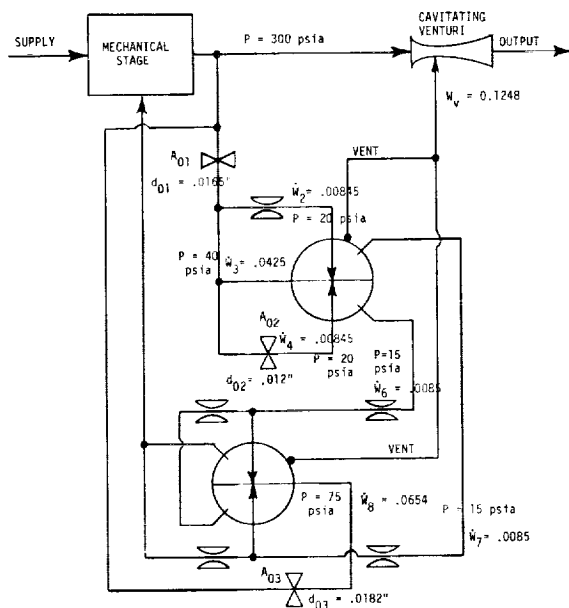 SUPPLY
MECHANICAL
STAGE
P = 300 psia
CAVITATING
VENTURI
OUTPUT
W_v = 0.1248
VENT
A_01
d_01 = .0165"
Ẇ_2 = .00845
P = 20 psia
P = 40
psia
Ẇ_3 = .0425
A_02
Ẇ_4 = .00845
P = 20
psia
d_02 = .012"
P=15
psia
Ẇ_6 = .0085
VENT
P = 75
psia
Ẇ_8 = .0654
P = 15 psia
Ẇ_7 = .0085
A_03
d_03 = .0182"